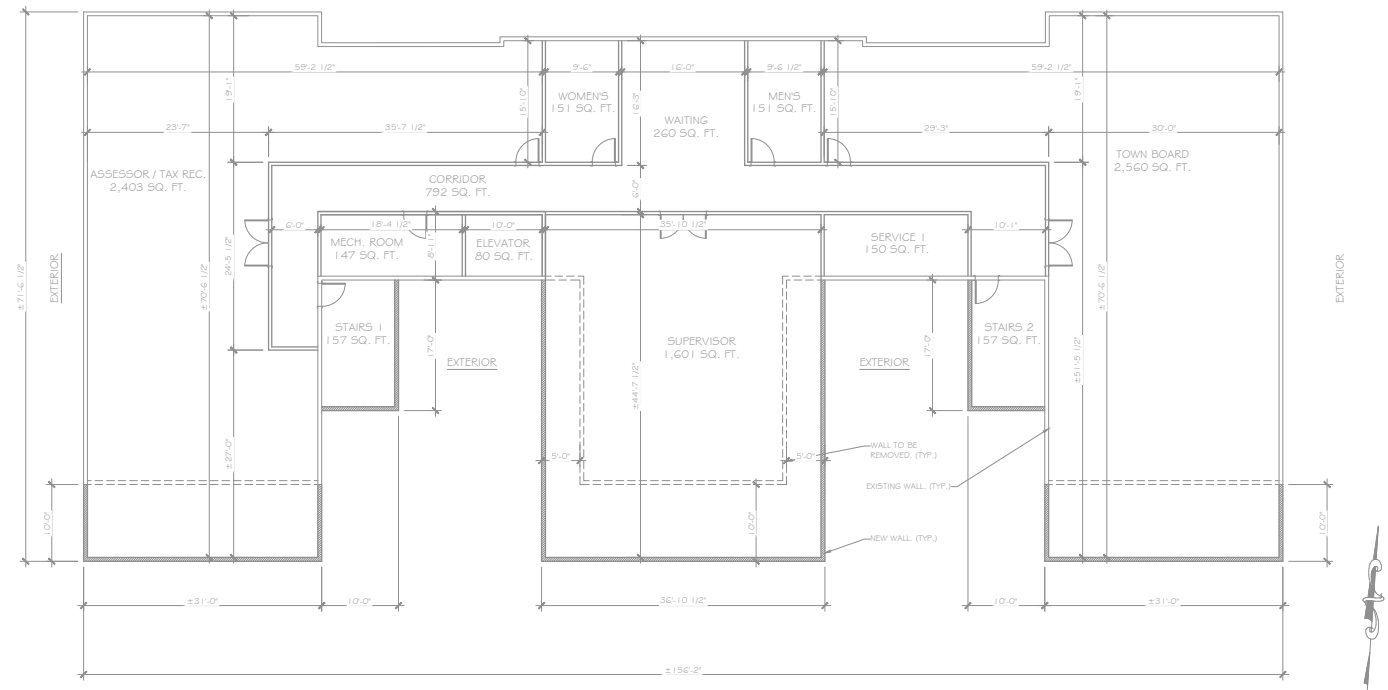 59'-2 1/2"
9'-6"
16'-0"
9'-6 1/2"
59'-2 1/2"
19'-1"
15'-10"
WOMEN'S
151 SQ. FT.
16'-3"
WAITING
260 SQ. FT.
MEN'S
151 SQ. FT.
15'-10"
19'-1"
23'-7"
35'-7 1/2"
29'-3"
30'-0"
ASSESSOR / TAX REC.
2,403 SQ. FT.
CORRIDOR
792 SQ. FT.
6'-0"
TOWN BOARD
2,560 SQ. FT.
6'-0"
18'-4 1/2"
10'-0"
35'-10 1/2"
10'-1"
MECH. ROOM
147 SQ. FT.
8'-11"
ELEVATOR
80 SQ. FT.
SERVICE 1
150 SQ. FT.
±71'-6 1/2"
EXTERIOR
±70'-6 1/2"
24'-5 1/2"
±70'-6 1/2"
EXTERIOR
STAIRS 1
157 SQ. FT.
17'-0"
EXTERIOR
SUPERVISOR
1,601 SQ. FT.
±44'-7 1/2"
EXTERIOR
17'-0"
STAIRS 2
157 SQ. FT.
±51'-5 1/2"
±27'-0"
5'-0"
5'-0"
WALL TO BE
REMOVED. (TYP.)
EXISTING WALL. (TYP.)
10'-0"
10'-0"
NEW WALL. (TYP.)
10'-0"
±31'-0"
10'-0"
36'-10 1/2"
10'-0"
±31'-0"
±156'-2"